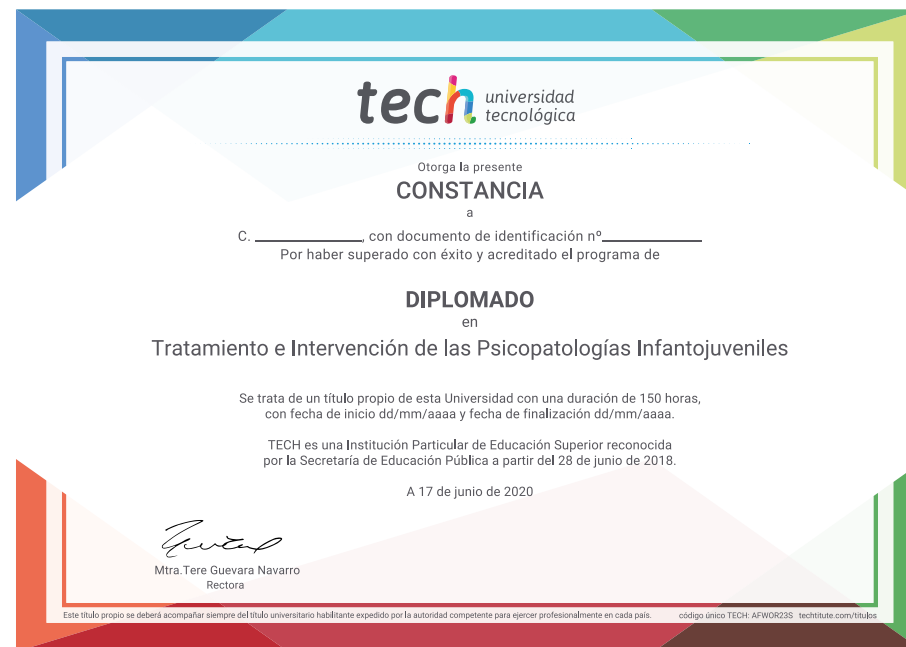 tech universidad
tecnológica
Otorga la presente
CONSTANCIA
a
C. ____________, con documento de identificación nº____________
Por haber superado con éxito y acreditado el programa de
DIPLOMADO
en
Tratamiento e Intervención de las Psicopatologías Infantojuveniles
Se trata de un título propio de esta Universidad con una duración de 150 horas,
con fecha de inicio dd/mm/aaaa y fecha de finalización dd/mm/aaaa.
TECH es una Institución Particular de Educación Superior reconocida
por la Secretaría de Educación Pública a partir del 28 de junio de 2018.
A 17 de junio de 2020
Mtra.Tere Guevara Navarro
Rectora
Este título propio se deberá acompañar siempre del título universitario habilitante expedido por la autoridad competente para ejercer profesionalmente en cada país. código único TECH: AFWOR23S techtitute.com/titulos